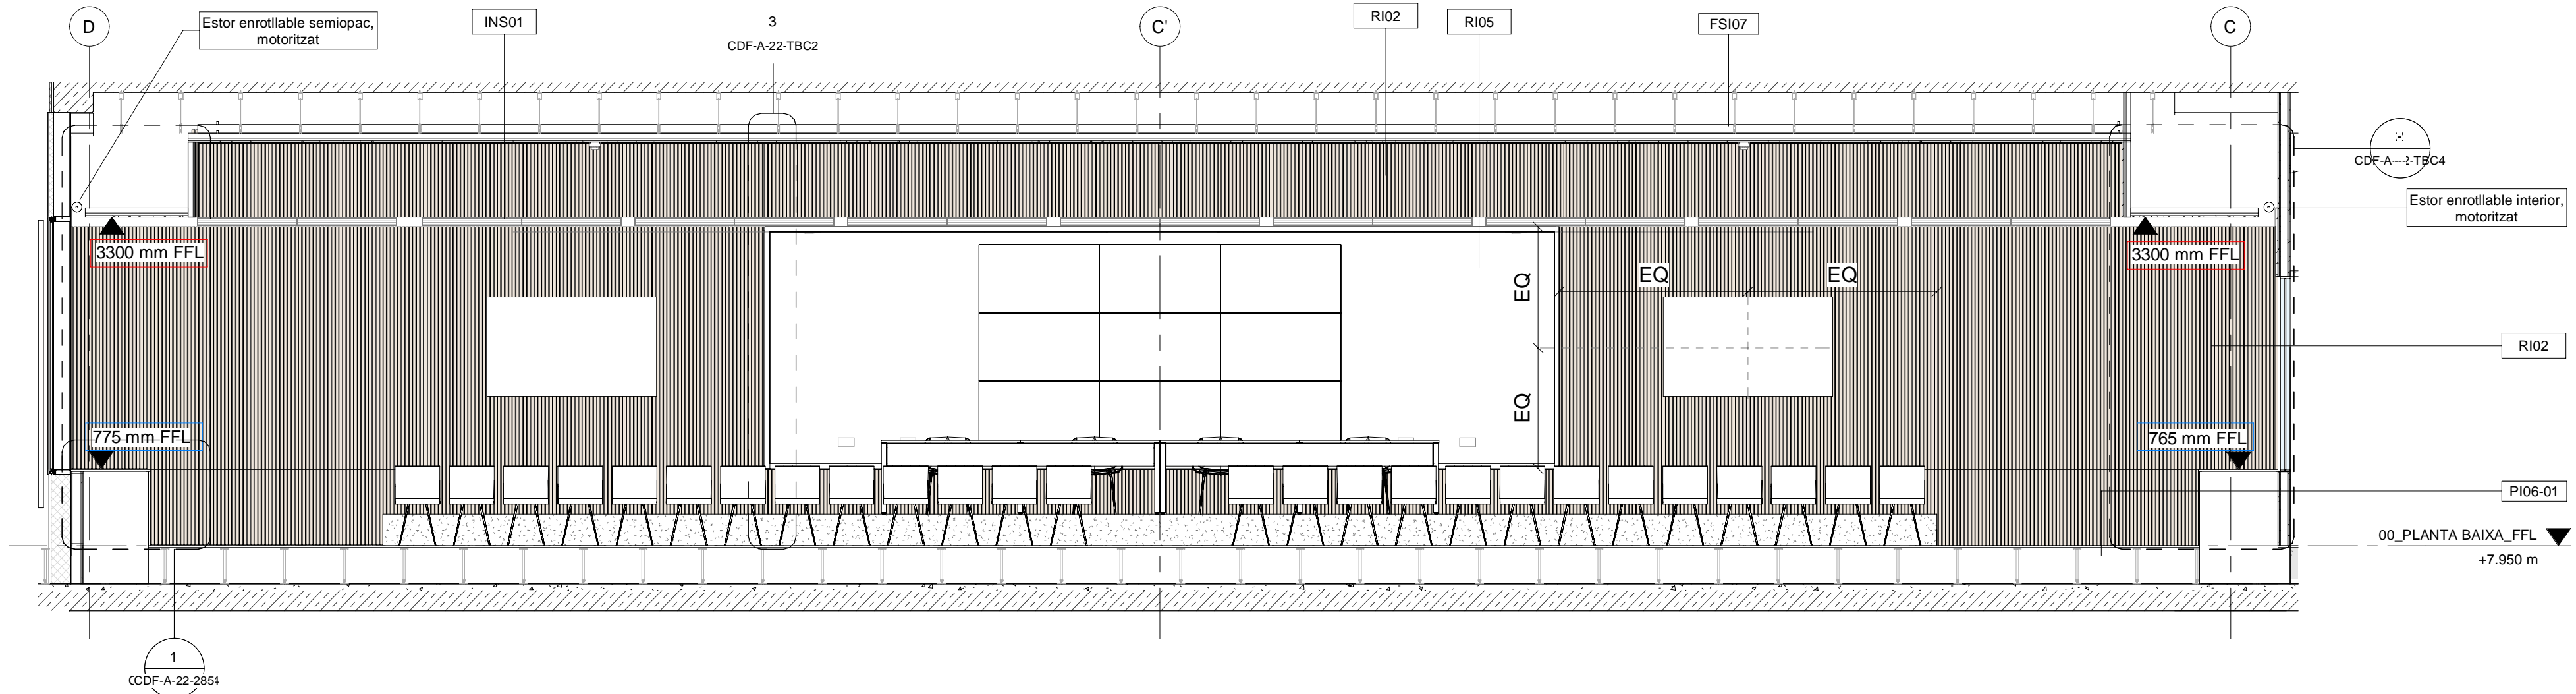 D
Estor enrotllable semiopac,
motoritzat
INS01
3
CDF-A-22-TBC2
C'
RI02
RI05
FSI07
C
CDF-A-
-TBC4
Estor enrotllable interior,
motoritzat
3300 mm FFL
3300 mm FFL
EQ
EQ
EQ
EQ
RI02
775 mm FFL
765 mm FFL
PI06-01
00_PLANTA BAIXA_FFL
+7.950 m
1
CDF-A-22-285